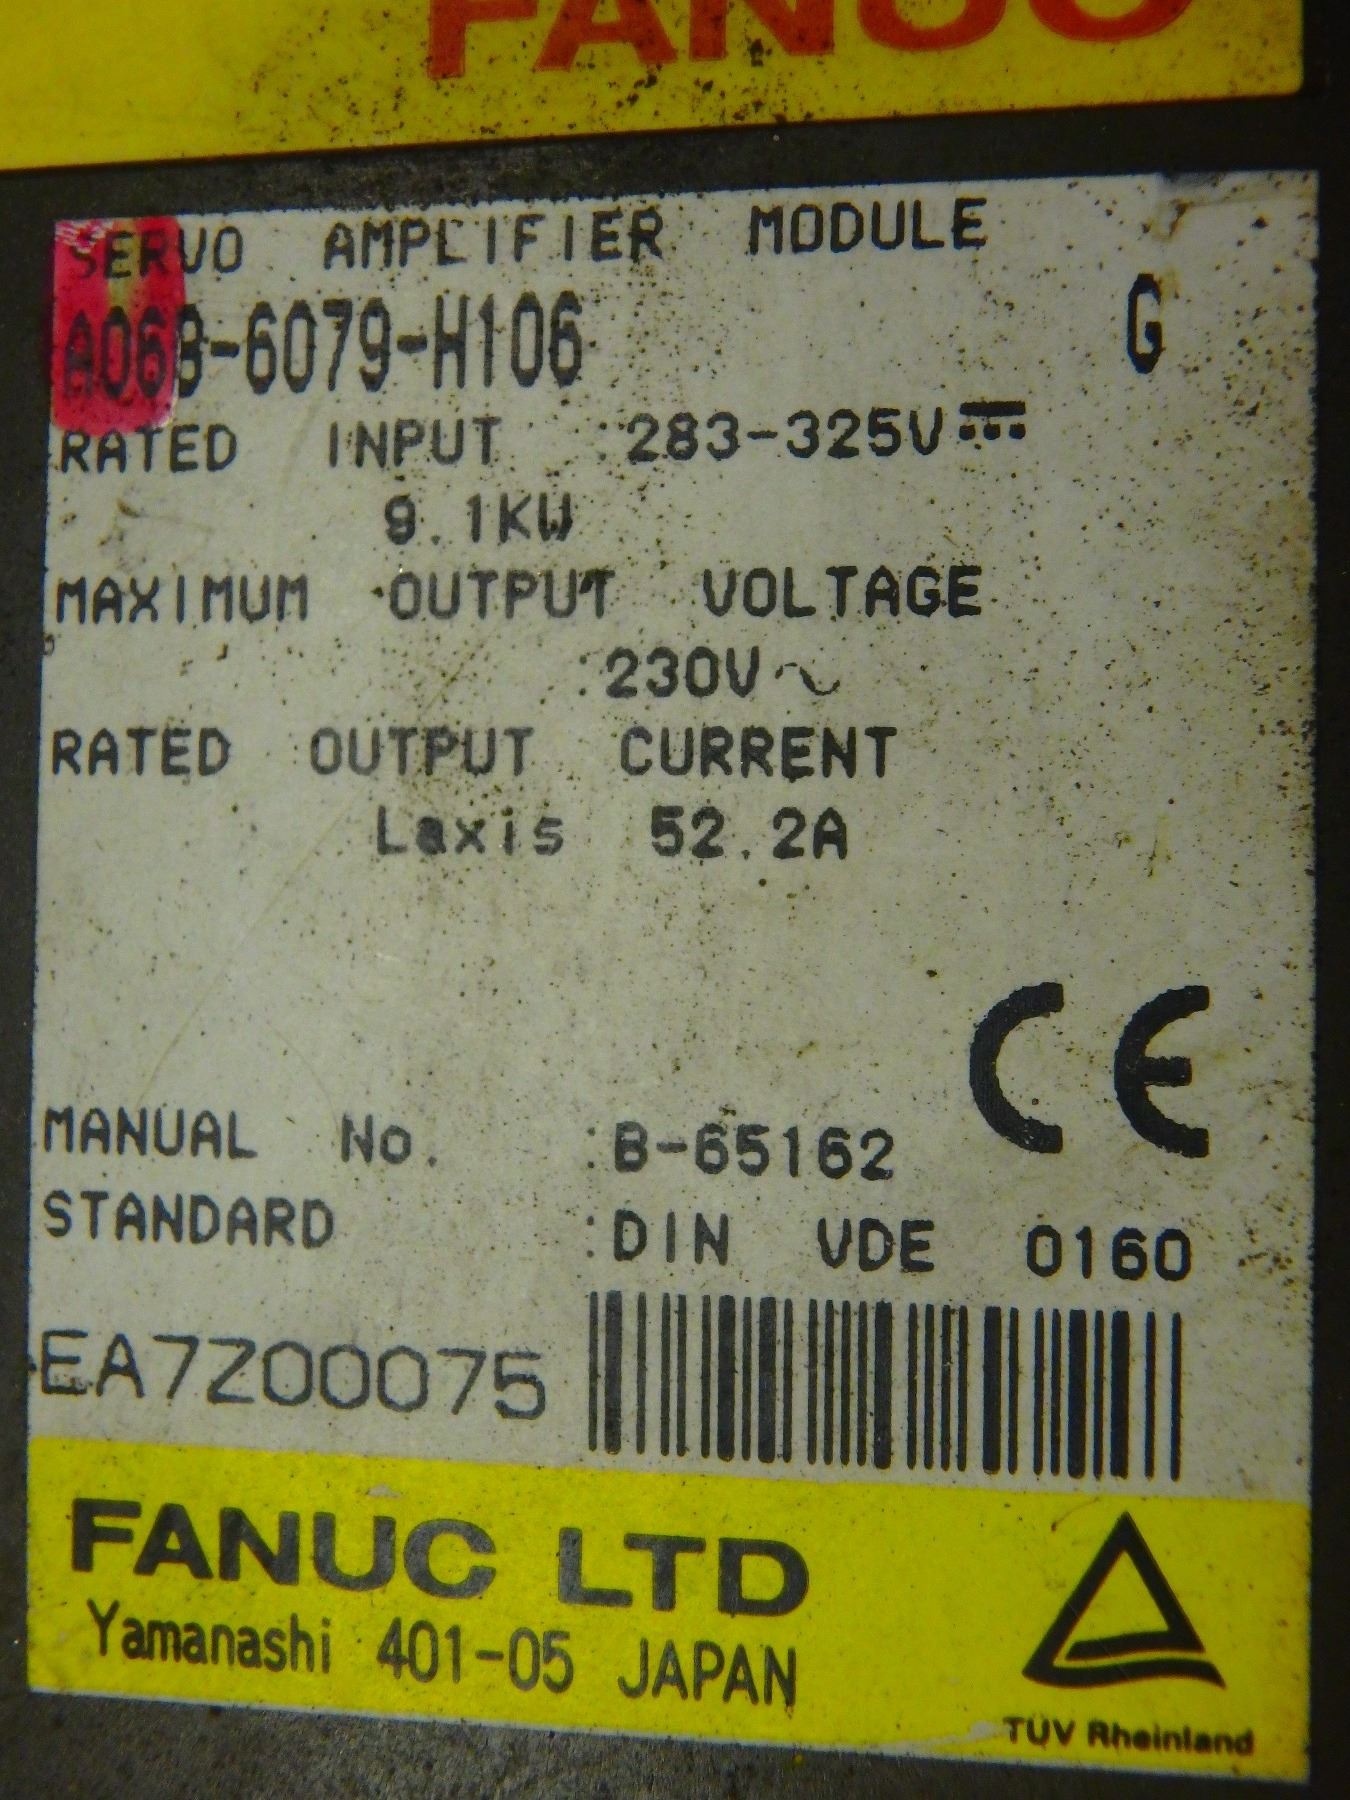 FANUC
SERVO AMPLIFIER MODULE
A06B-6079-H106 G
RATED INPUT :283-325V⎓
9.1KW
MAXIMUM OUTPUT VOLTAGE
:230V~
RATED OUTPUT CURRENT
Laxis 52.2A
CE
MANUAL No. :B-65162
STANDARD :DIN VDE 0160
EA7Z00075
FANUC LTD
Yamanashi 401-05 JAPAN
TÜV Rheinland